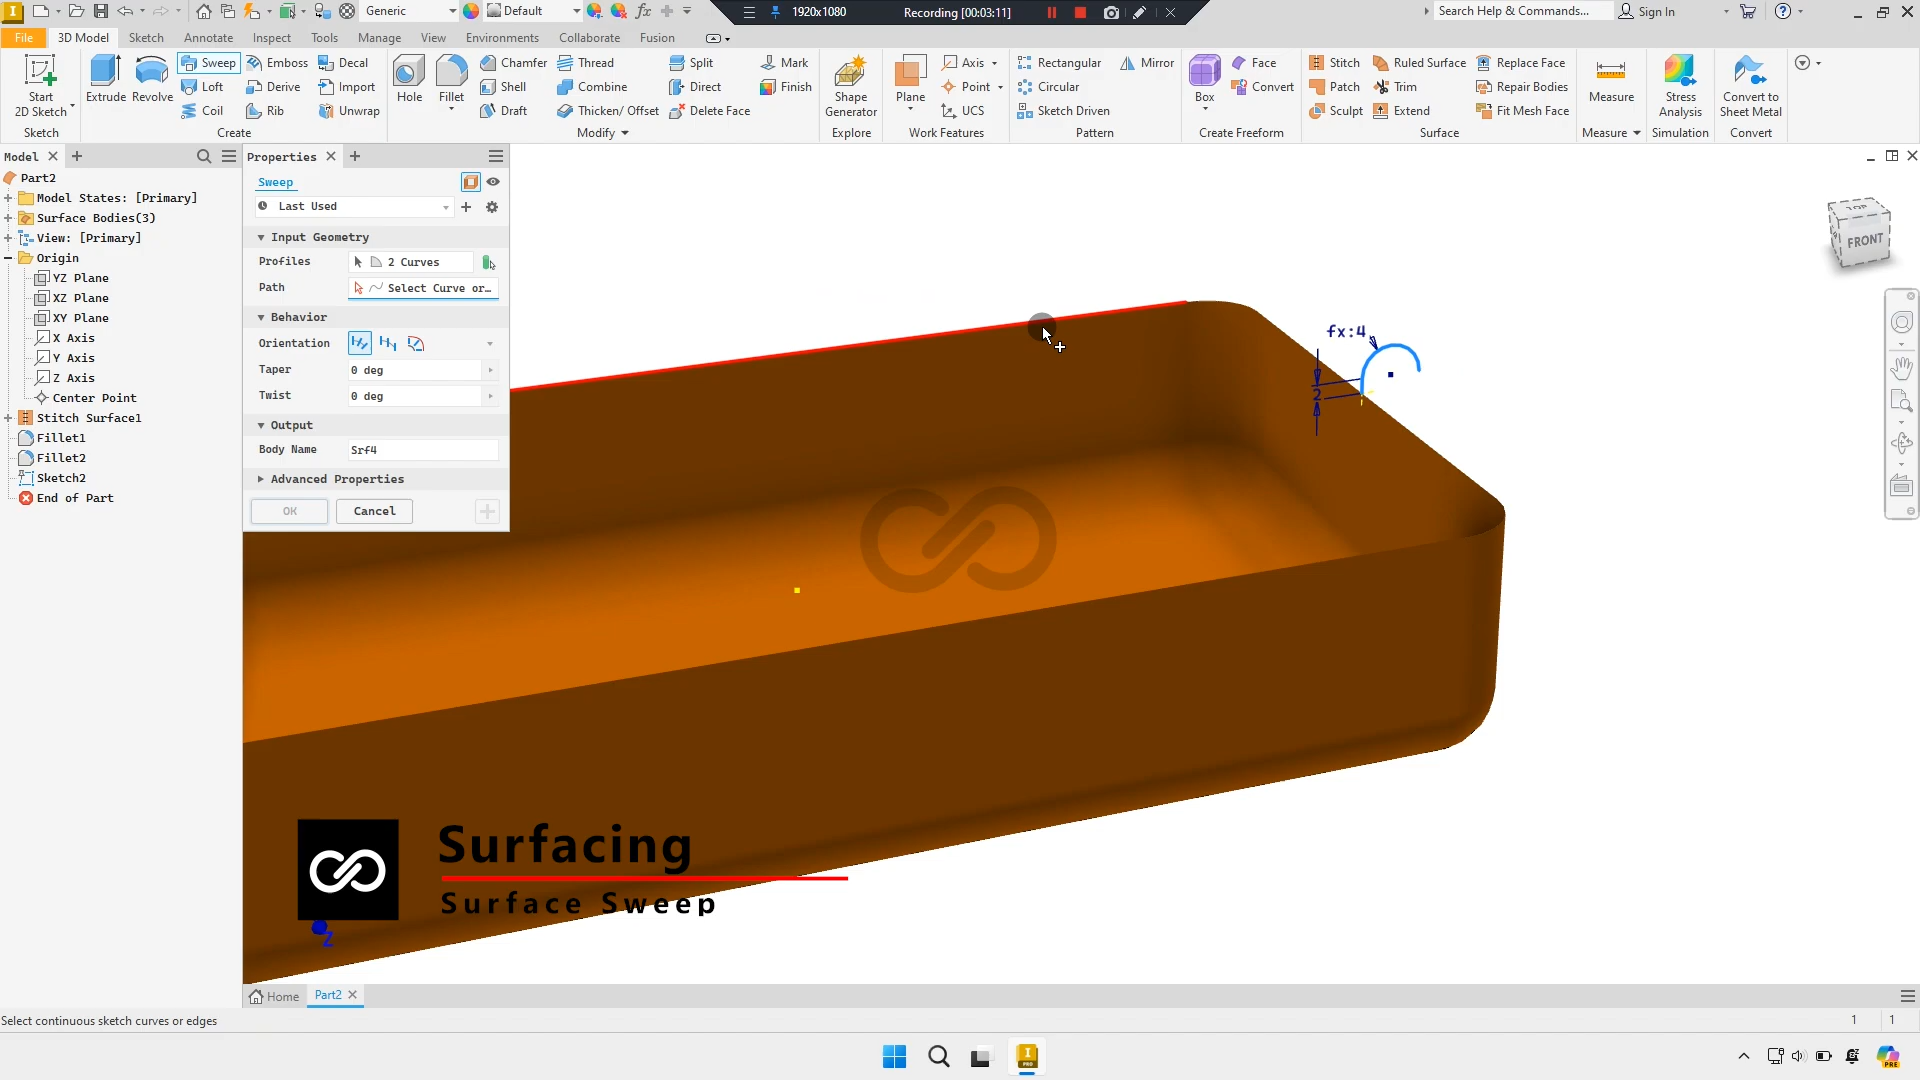 Generic
Default
fx
1920x1080
Recording [00:03:11]
Search Help & Commands...
Sign In
File
3D Model
Sketch
Annotate
Inspect
Tools
Manage
View
Environments
Collaborate
Fusion
Start
2D Sketch
Sketch
Extrude
Revolve
Sweep
Loft
Coil
Emboss
Derive
Rib
Decal
Import
Unwrap
Create
Hole
Fillet
Chamfer
Shell
Draft
Thread
Combine
Thicken/ Offset
Split
Direct
Delete Face
Modify
Mark
Finish
Shape
Generator
Explore
Plane
Axis
Point
UCS
Work Features
Rectangular
Circular
Sketch Driven
Mirror
Pattern
Box
Face
Convert
Create Freeform
Stitch
Patch
Sculpt
Ruled Surface
Trim
Extend
Replace Face
Repair Bodies
Fit Mesh Face
Surface
Measure
Measure
Stress
Analysis
Simulation
Convert to
Sheet Metal
Convert
Model
Part2
Model States: [Primary]
Surface Bodies(3)
View: [Primary]
Origin
YZ Plane
XZ Plane
XY Plane
X Axis
Y Axis
Z Axis
Center Point
Stitch Surface1
Fillet1
Fillet2
Sketch2
End of Part
Properties
Sweep
Last Used
Input Geometry
Profiles
2 Curves
Path
Select Curve or...
Behavior
Orientation
Taper
0 deg
Twist
0 deg
Output
Body Name
Srf4
Advanced Properties
OK
Cancel
TOP
FRONT
fx:4
2
Surfacing
Surface Sweep
Z
Home
Part2
Select continuous sketch curves or edges
1
1
I
PRO
PRE